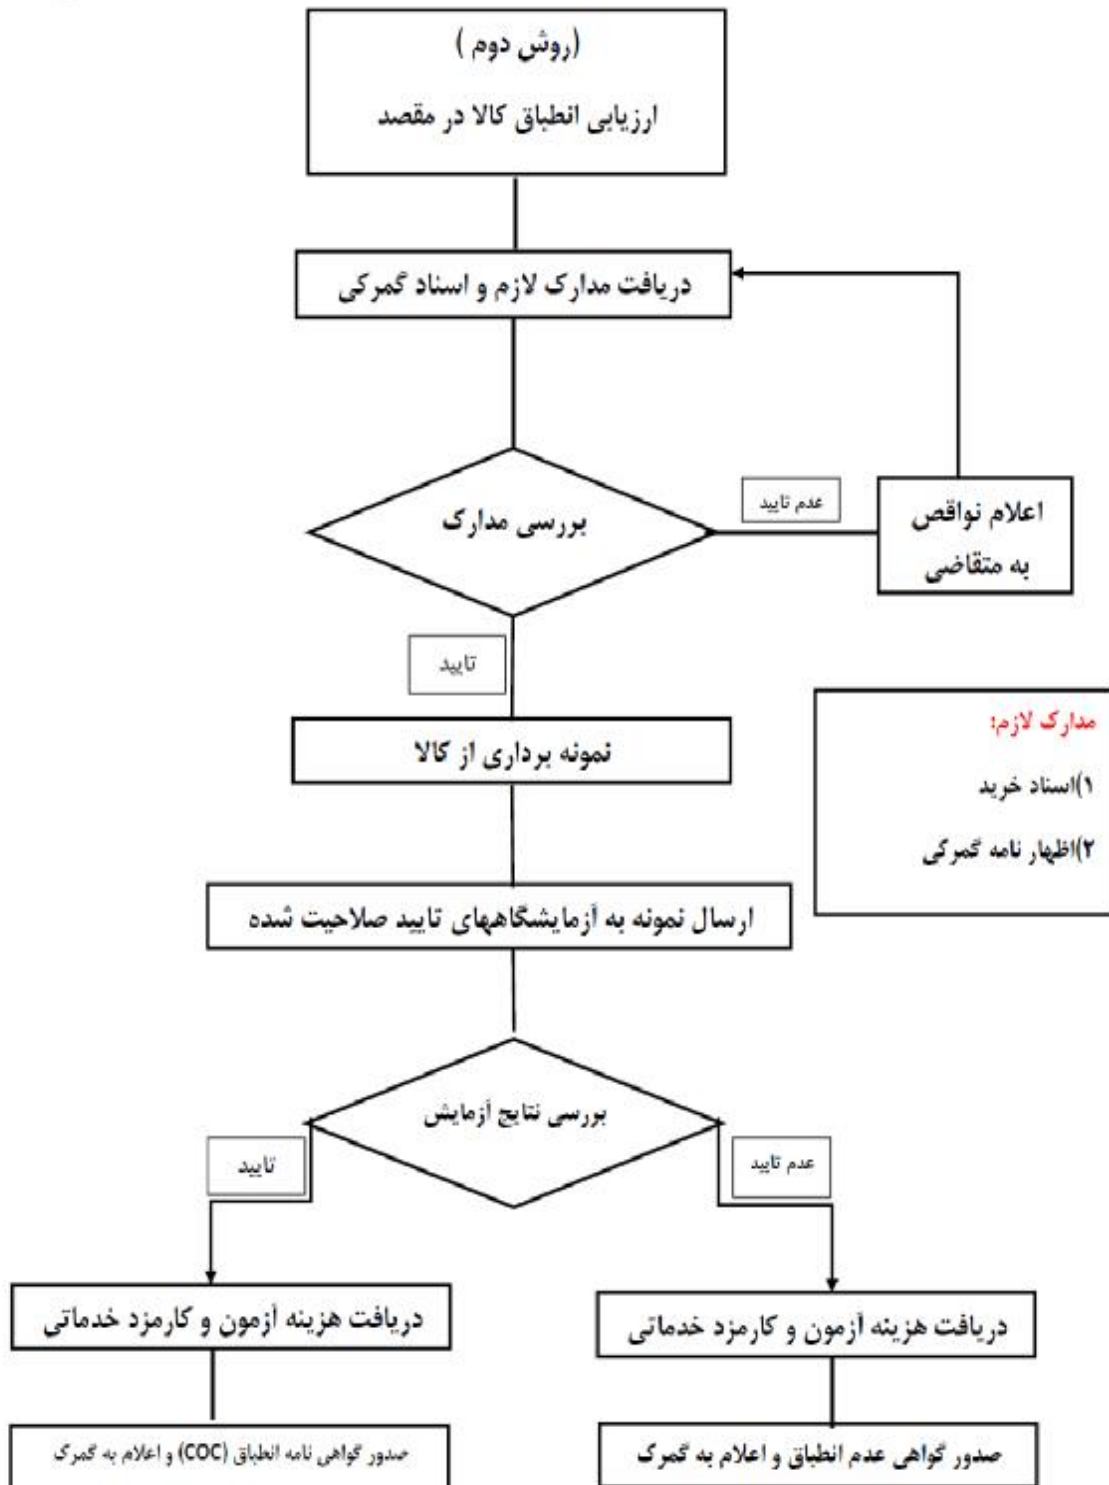 (روش دوم )
ارزیابی انطباق کالا در مقصد
دریافت مدارک لازم و اسناد گمرکی
بررسی مدارک
عدم تایید
اعلام نواقص
به متقاضی
تایید
مدارک لازم:
۱)اسناد خرید
۲)اظهار نامه گمرکی
نمونه برداری از کالا
ارسال نمونه به آزمایشگاههای تایید صلاحیت شده
بررسی نتایج آزمایش
تایید
عدم تایید
دریافت هزینه آزمون و کارمزد خدماتی
دریافت هزینه آزمون و کارمزد خدماتی
صدور گواهی نامه انطباق (COC) و اعلام به گمرک
صدور گواهی عدم انطباق و اعلام به گمرک